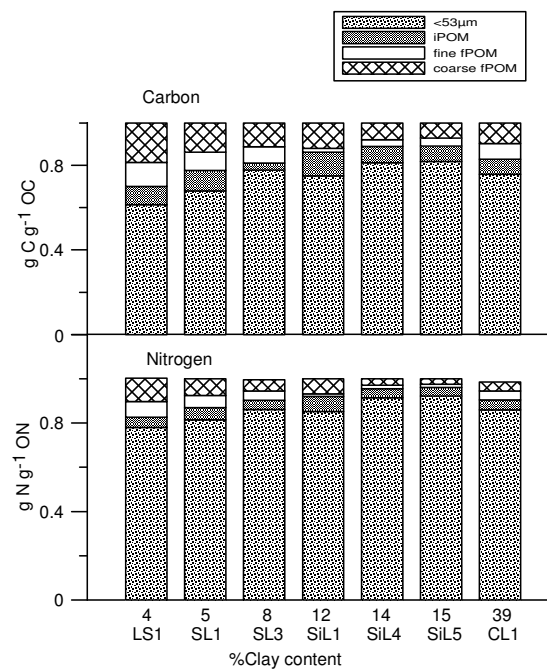 <53µm
iPOM
fine fPOM
coarse fPOM
Carbon
0.8
0.4
0
g C g-1 OC
Nitrogen
0.8
0.4
0
g N g-1 ON
4 5 8 12 14 15 39
LS1 SL1 SL3 SiL1 SiL4 SiL5 CL1
%Clay content